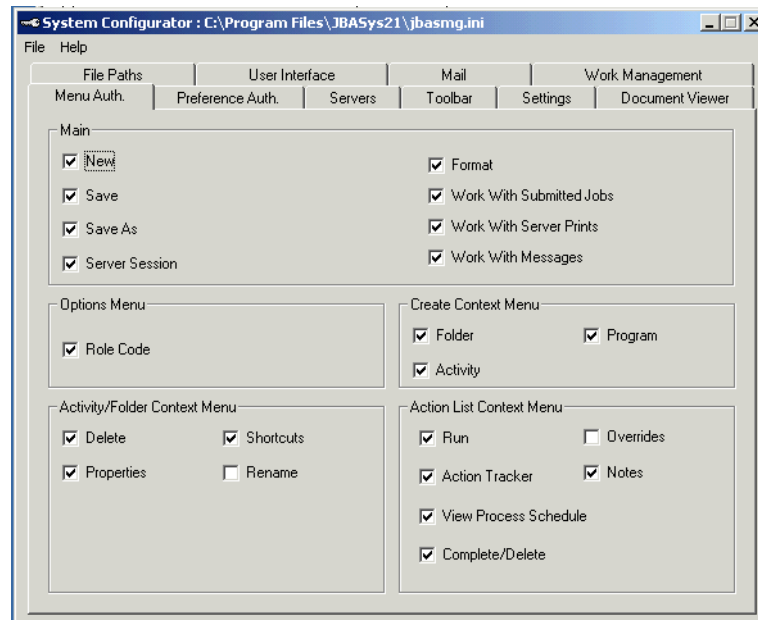 System Configurator : C:\Program Files\JBASys21\jbasmg.ini
File Help
File Paths User Interface Mail Work Management
Menu Auth. Preference Auth. Servers Toolbar Settings Document Viewer
Main
New Format
Save Work With Submitted Jobs
Save As Work With Server Prints
Server Session Work With Messages
Options Menu Create Context Menu
Role Code Folder Program
Activity
Activity/Folder Context Menu Action List Context Menu
Delete Shortcuts Run Overrides
Properties Rename Action Tracker Notes
View Process Schedule
Complete/Delete